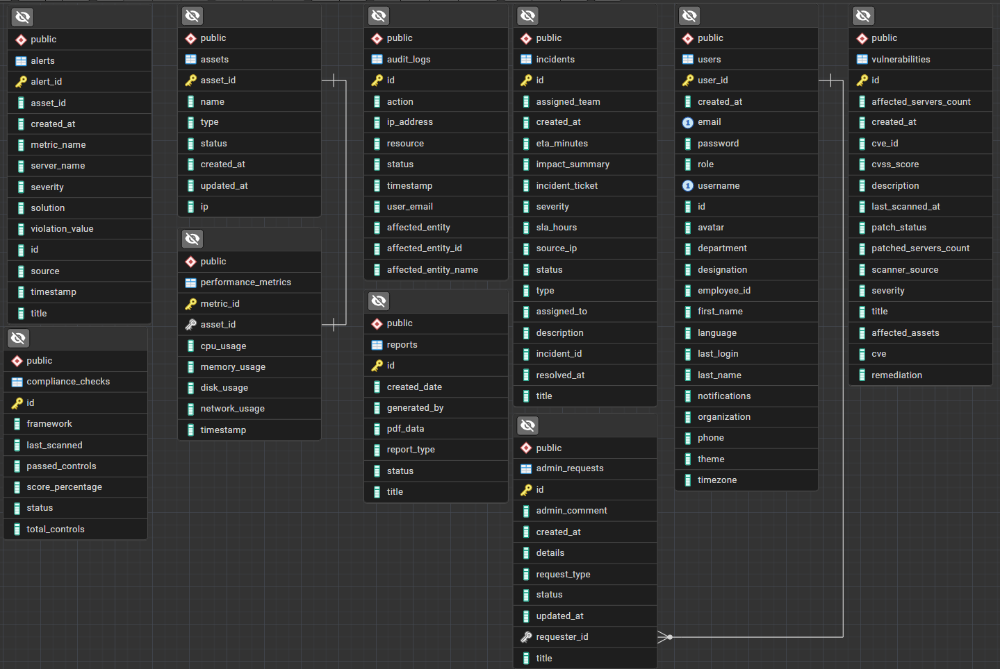 public
alerts
alert_id
asset_id
created_at
metric_name
server_name
severity
solution
violation_value
id
source
timestamp
title
public
compliance_checks
id
framework
last_scanned
passed_controls
score_percentage
status
total_controls
public
assets
asset_id
name
type
status
created_at
updated_at
ip
public
performance_metrics
metric_id
asset_id
cpu_usage
memory_usage
disk_usage
network_usage
timestamp
public
audit_logs
id
action
ip_address
resource
status
timestamp
user_email
affected_entity
affected_entity_id
affected_entity_name
public
reports
id
created_date
generated_by
pdf_data
report_type
status
title
public
incidents
id
assigned_team
created_at
eta_minutes
impact_summary
incident_ticket
severity
sla_hours
source_ip
status
type
assigned_to
description
incident_id
resolved_at
title
public
admin_requests
id
admin_comment
created_at
details
request_type
status
updated_at
requester_id
title
public
users
user_id
created_at
1 email
password
role
1 username
id
avatar
department
designation
employee_id
first_name
language
last_login
last_name
notifications
organization
phone
theme
timezone
public
vulnerabilities
id
affected_servers_count
created_at
cve_id
cvss_score
description
last_scanned_at
patch_status
patched_servers_count
scanner_source
severity
title
affected_assets
cve
remediation